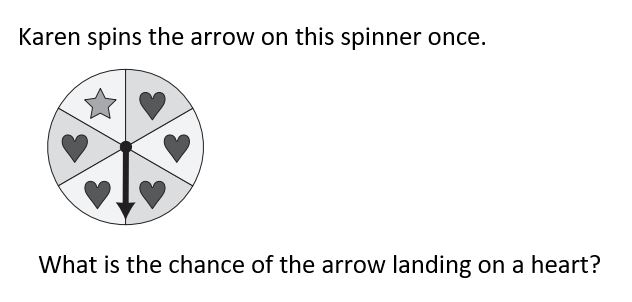 Karen spins the arrow on this spinner once.
What is the chance of the arrow landing on a heart?